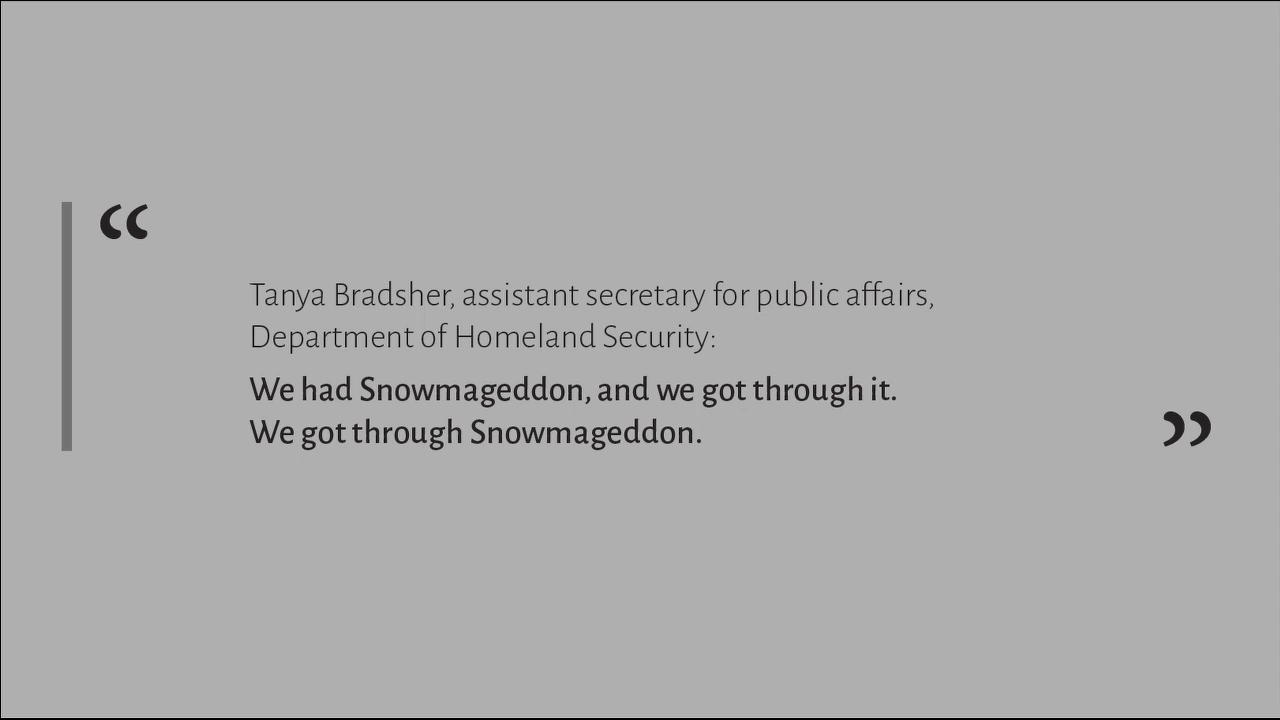 “
Tanya Bradsher, assistant secretary for public affairs,
Department of Homeland Security:
We had Snowmageddon, and we got through it.
We got through Snowmageddon.
”